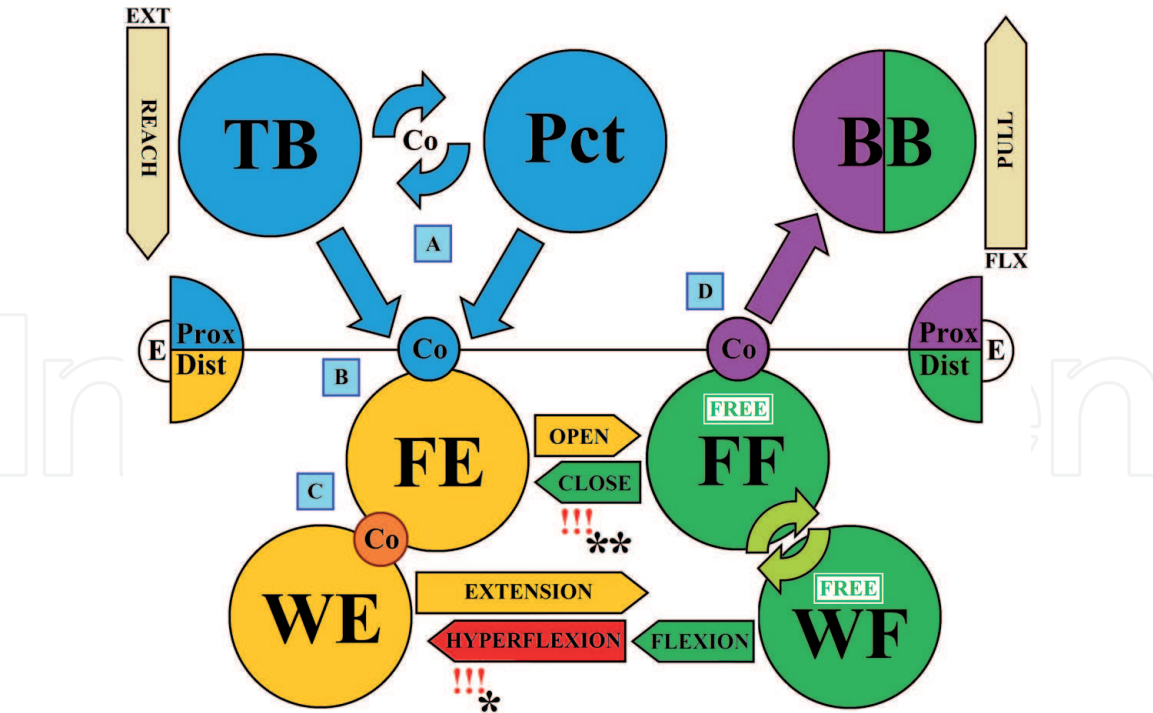 EXT
REACH
TB
Co
Pct
BB
PULL
FLX
A
D
E
Prox
Dist
Co
Co
Prox
Dist
E
B
FREE
FE
OPEN
FF
CLOSE
C
!!!
**
Co
FREE
WE
EXTENSION
WF
HYPERFLEXION
FLEXION
!!!
*